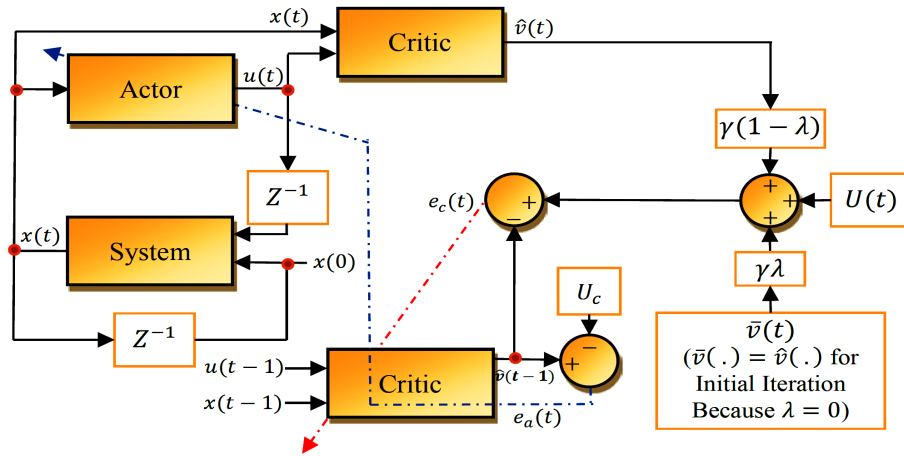 x(t)
Critic
v̂(t)
Actor
u(t)
γ(1 − λ)
Z⁻¹
e_c(t)
+
−
+
+
+
U(t)
x(t)
System
x(0)
γλ
U_c
Z⁻¹
v̄(t)
(v̄(.) = v̂(.) for
Initial Iteration
Because λ = 0)
−
+
u(t−1)
Critic
v̂(t−1)
x(t−1)
e_a(t)